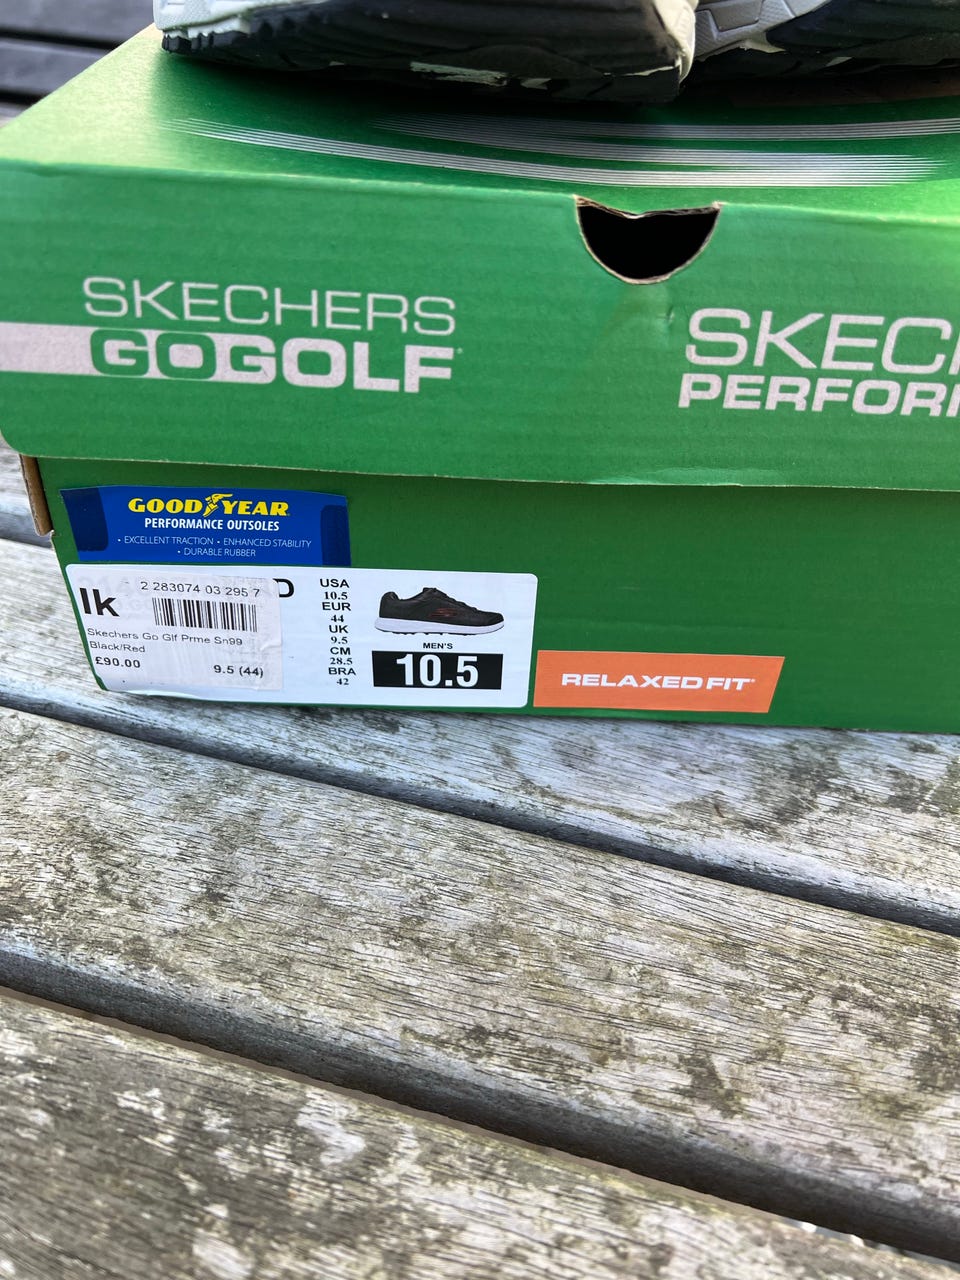 SKECHERS
GOGOLF
SKEC
PERFOR
GOODYEAR
PERFORMANCE OUTSOLES
• EXCELLENT TRACTION • ENHANCED STABILITY
• DURABLE RUBBER
lk
2 283074 03 295 7
Skechers Go Glf Prme Sn99
Black/Red
£90.00
9.5 (44)
USA
10.5
EUR
44
UK
9.5
CM
28.5
BRA
42
MEN'S
10.5
RELAXED FIT